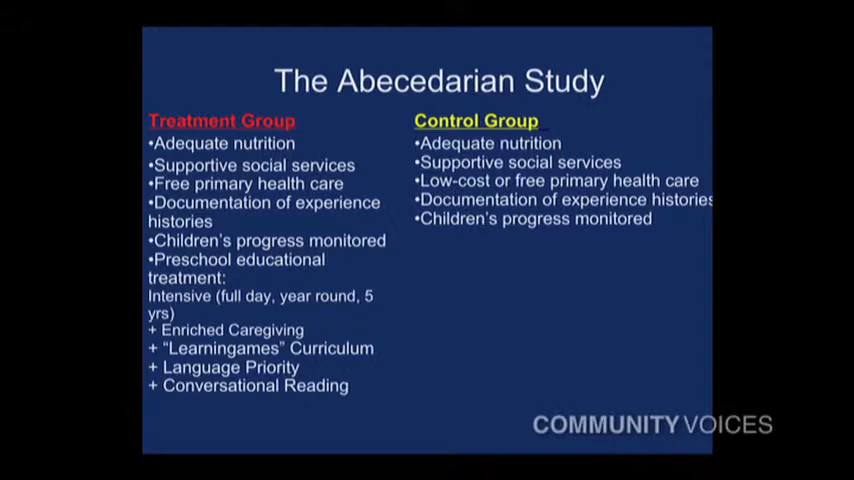 The Abecedarian Study
Treatment Group
•Adequate nutrition
•Supportive social services
•Free primary health care
•Documentation of experience
histories
•Children's progress monitored
•Preschool educational
treatment:
Intensive (full day, year round, 5
yrs)
+ Enriched Caregiving
+ "Learningames" Curriculum
+ Language Priority
+ Conversational Reading
Control Group
•Adequate nutrition
•Supportive social services
•Low-cost or free primary health care
•Documentation of experience histories
•Children's progress monitored
COMMUNITY VOICES